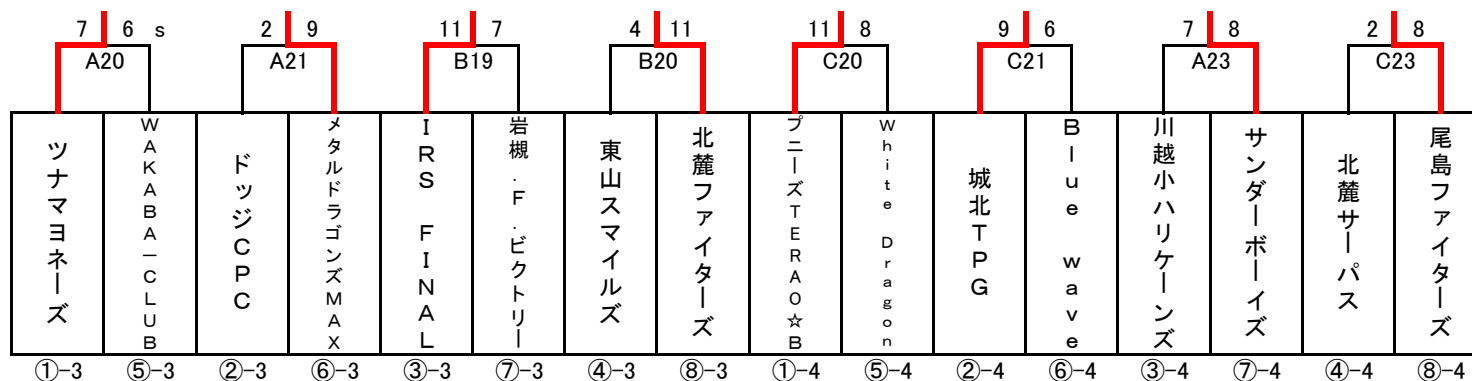 7 6 s 2 9 11 7 4 11 11 8 9 6 7 8 2 8
A20 A21 B19 B20 C20 C21 A23 C23
ツナマヨネーズ
WAKABA－CLUB
ドッジCPC
メタルドラゴンズMAX
IRS FINAL
岩槻．F．ビクトリー
東山スマイルズ
北麓ファイターズ
プニーズTERAO☆B
White Dragon
城北TPG
Blue wave
川越小ハリケーンズ
サンダーボーイズ
北麓サーパス
尾島ファイターズ
①-3 ⑤-3 ②-3 ⑥-3 ③-3 ⑦-3 ④-3 ⑧-3 ①-4 ⑤-4 ②-4 ⑥-4 ③-4 ⑦-4 ④-4 ⑧-4